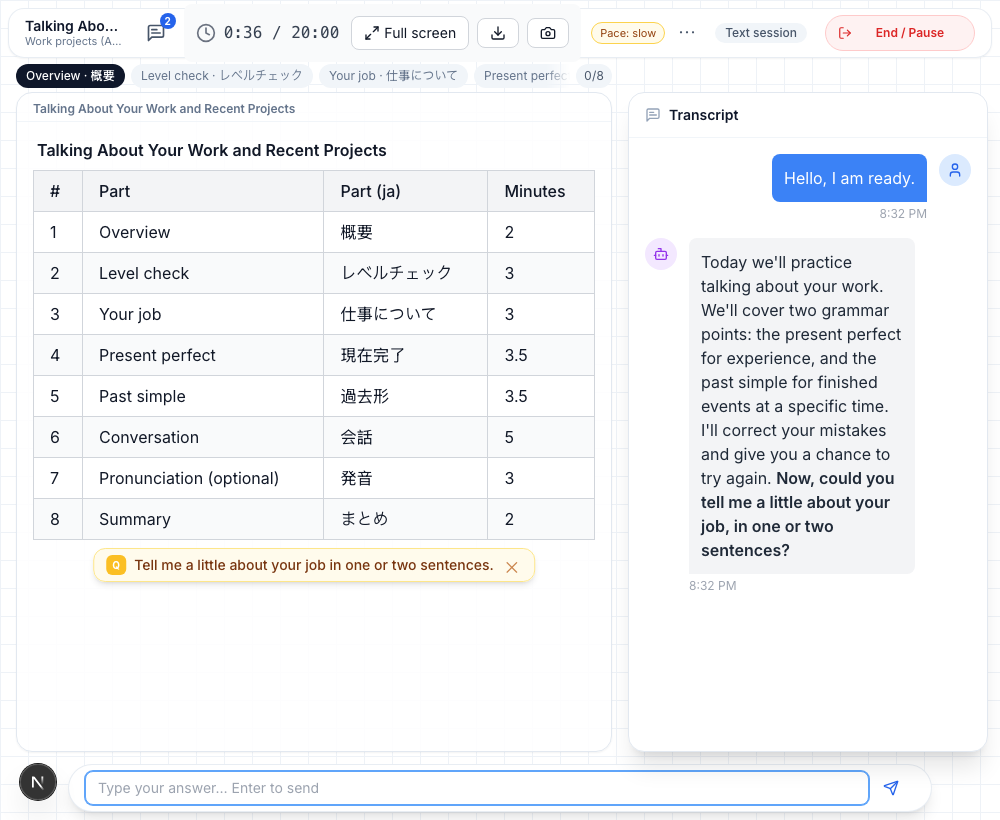 Talking Abo...
Work projects (A...
2
0:36 / 20:00
Full screen
Pace: slow
Text session
End / Pause
Overview · 概要
Level check · レベルチェック
Your job · 仕事について
Present perfec
0/8
Talking About Your Work and Recent Projects
Talking About Your Work and Recent Projects
# Part Part (ja) Minutes
1 Overview 概要 2
2 Level check レベルチェック 3
3 Your job 仕事について 3
4 Present perfect 現在完了 3.5
5 Past simple 過去形 3.5
6 Conversation 会話 5
7 Pronunciation (optional) 発音 3
8 Summary まとめ 2
Q Tell me a little about your job in one or two sentences.
Transcript
Hello, I am ready.
8:32 PM
Today we'll practice
talking about your work.
We'll cover two grammar
points: the present perfect
for experience, and the
past simple for finished
events at a specific time.
I'll correct your mistakes
and give you a chance to
try again. Now, could you
tell me a little about your
job, in one or two
sentences?
8:32 PM
N
Type your answer... Enter to send